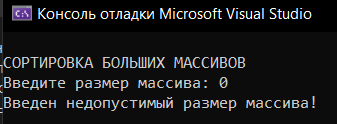 Консоль отладки Microsoft Visual Studio
СОРТИРОВКА БОЛЬШИХ МАССИВОВ
Введите размер массива: 0
Введен недопустимый размер массива!